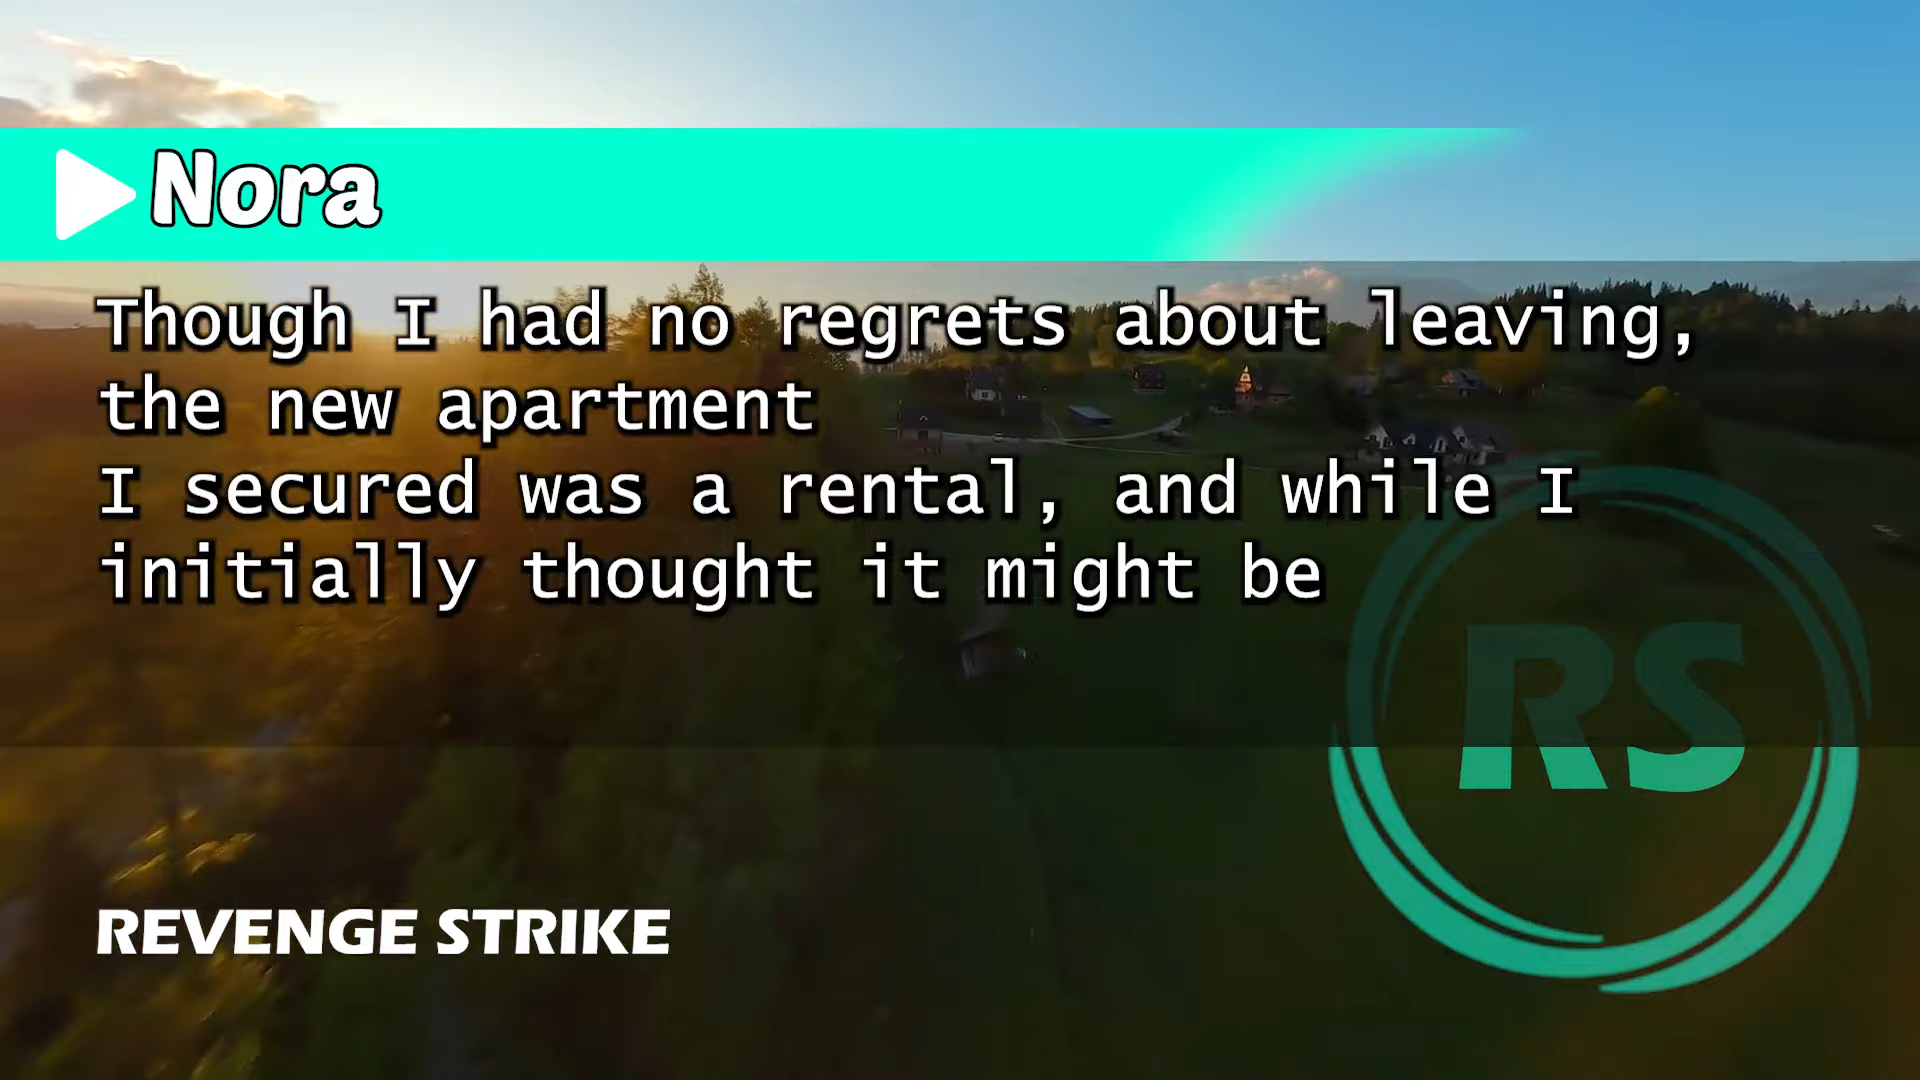 Nora
Though I had no regrets about leaving,
the new apartment
I secured was a rental, and while I
initially thought it might be
RS
REVENGE STRIKE